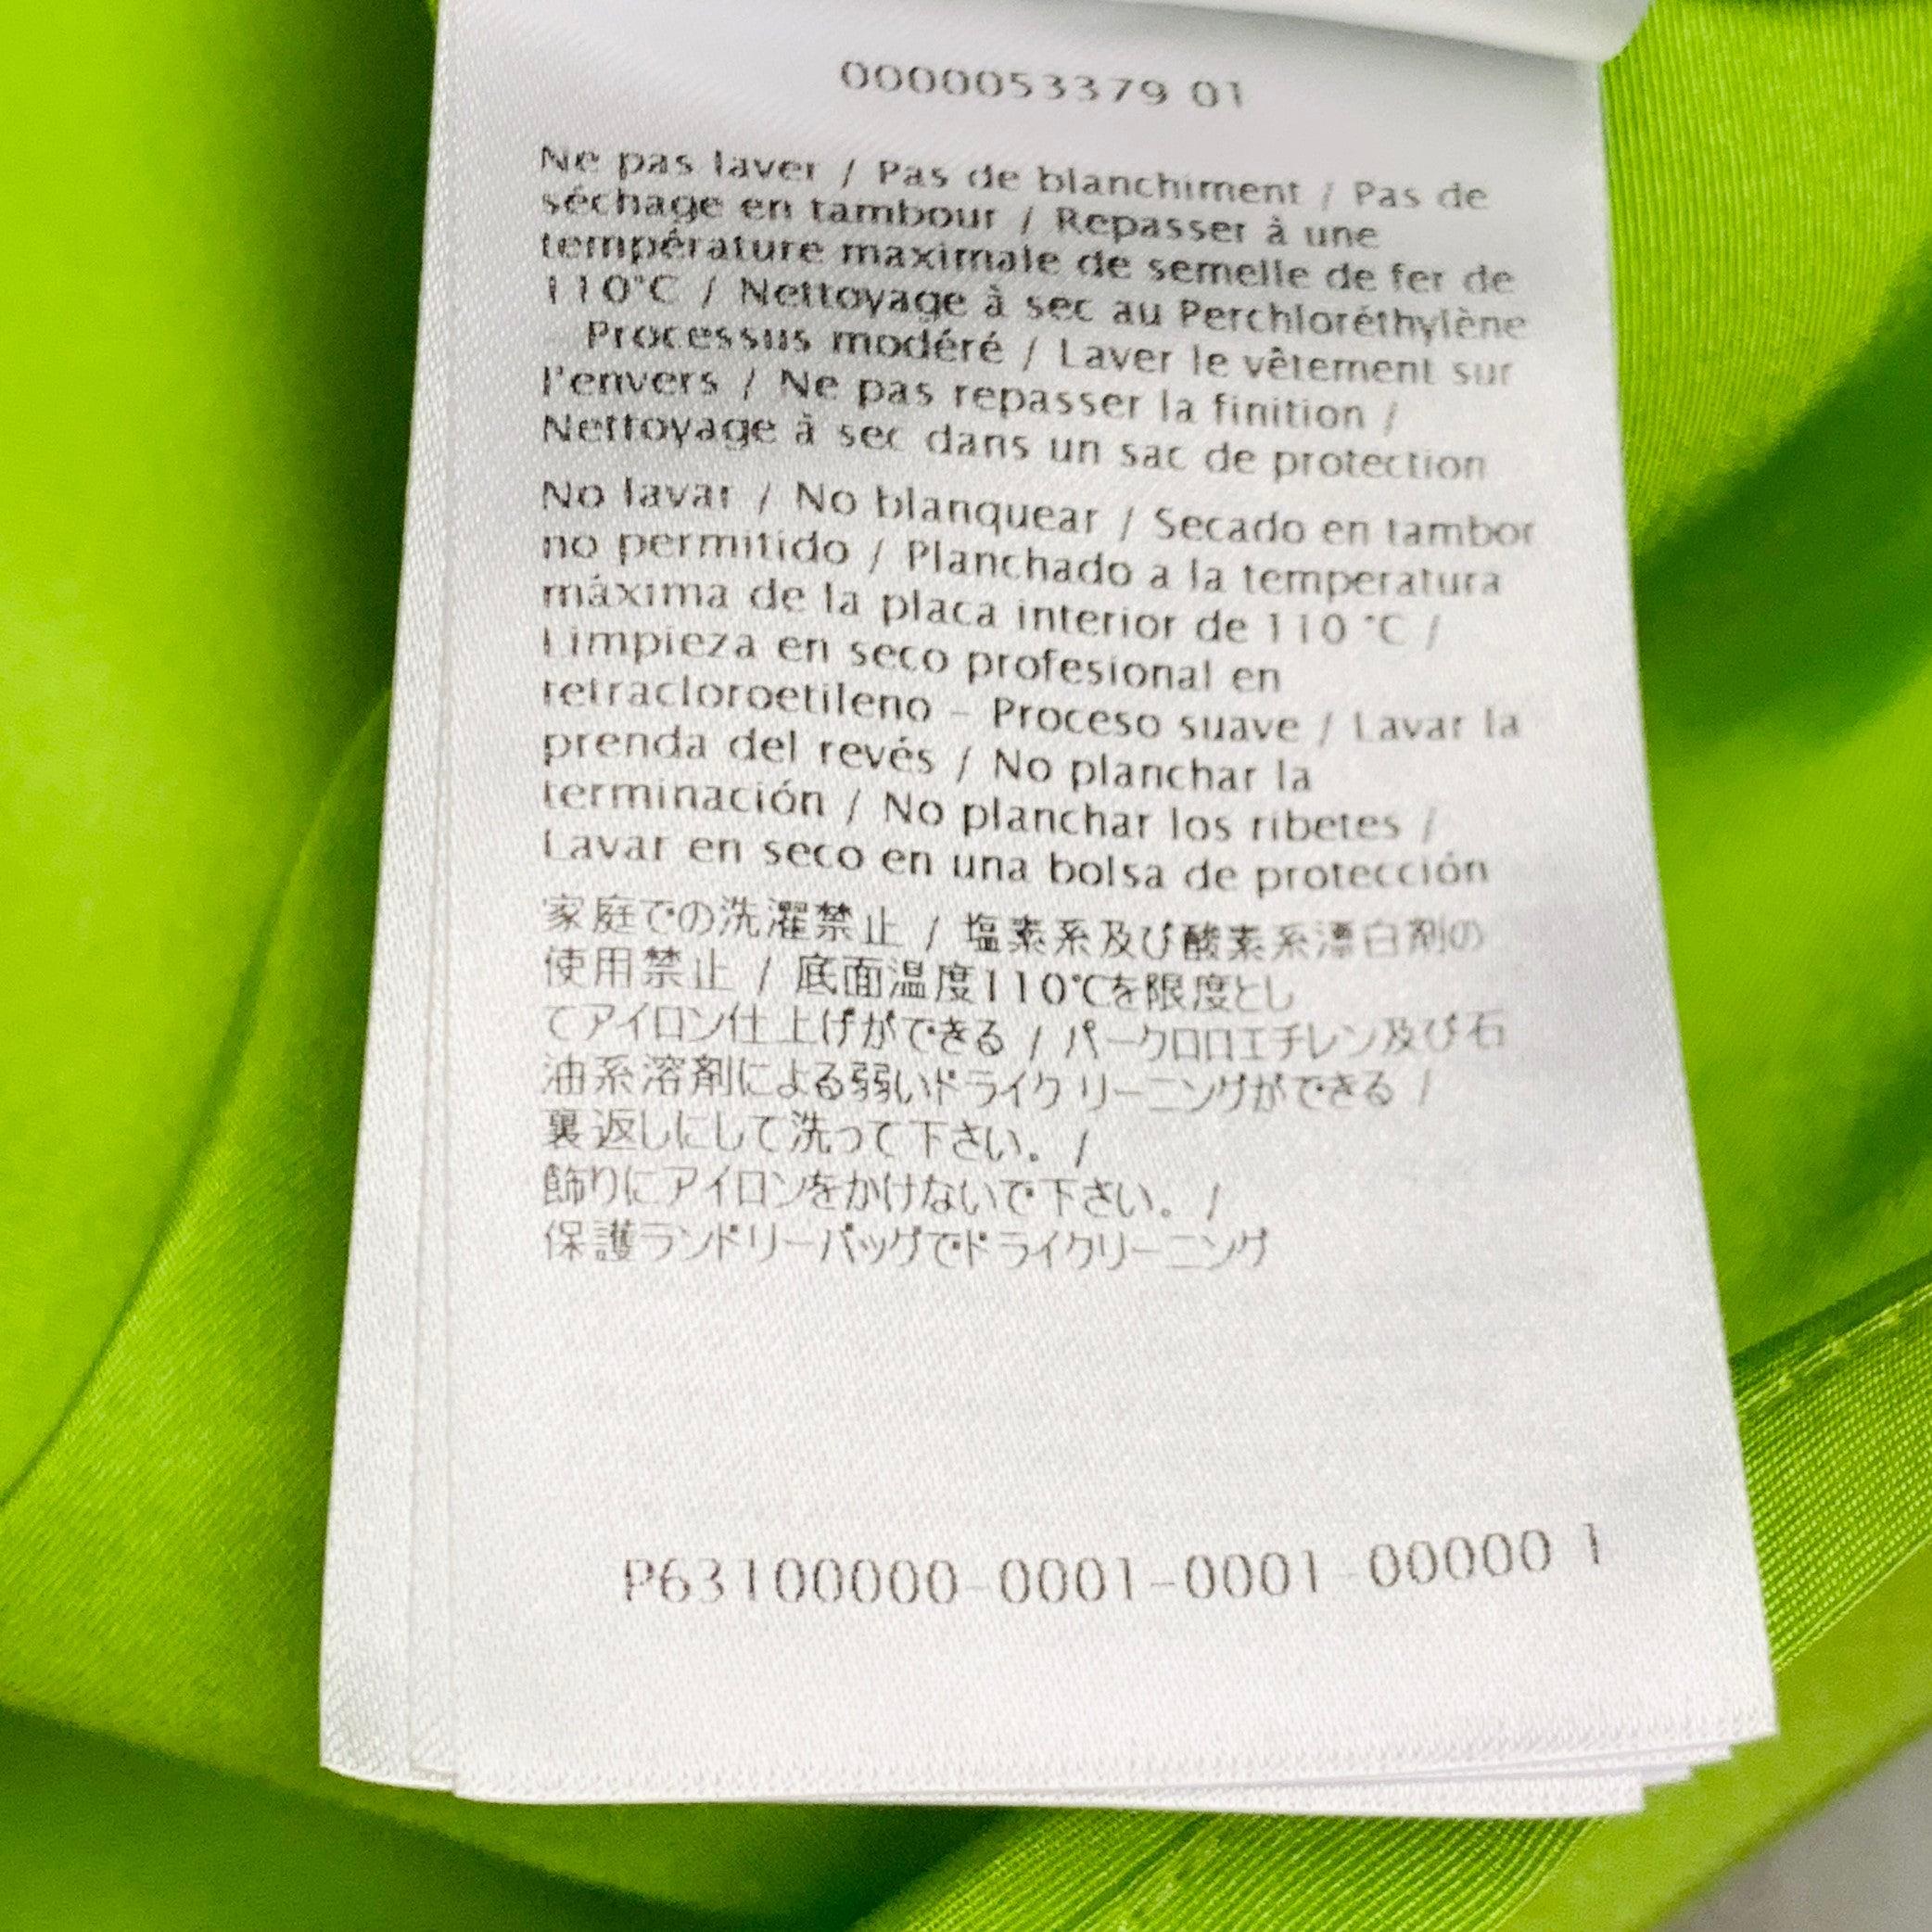 0000053379 01
Ne pas laver / Pas de blanchiment / Pas de
séchage en tambour / Repasser à une
température maximale de semelle de fer de
110°C / Nettoyage à sec au Perchloréthylène
Processus modéré / Laver le vêtement sur
l'envers / Ne pas repasser la finition /
Nettoyage à sec dans un sac de protection
No lavar / No blanquear / Secado en tambor
no permitido / Planchado a la temperatura
máxima de la placa interior de 110 °C /
Limpieza en seco profesional en
tetracloroetileno – Proceso suave / Lavar la
prenda del revés / No planchar la
terminación / No planchar los ribetes /
Lavar en seco en una bolsa de protección
家庭での洗濯禁止 / 塩素系及び酸素系漂白剤の
使用禁止 / 底面温度110℃を限度とし
てアイロン仕上げができる / パークロロエチレン及び石
油系溶剤による弱いドライクリーニングができる /
裏返しにして洗って下さい。 /
飾りにアイロンをかけないで下さい。 /
保護ランドリーバッグでドライクリーニング
P63100000-0001-0001-00000 1